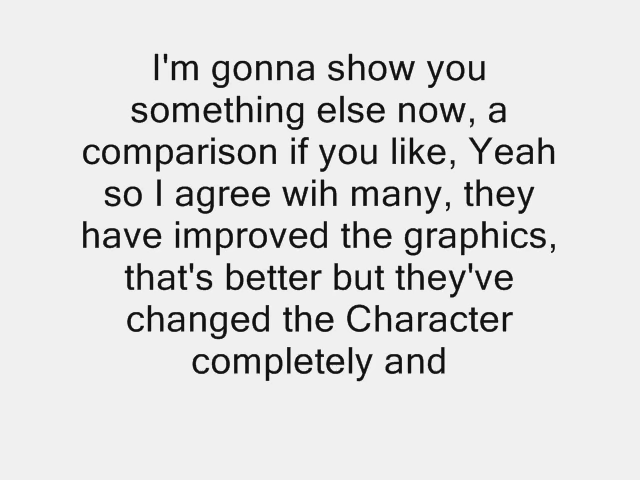 I'm gonna show you
something else now, a
comparison if you like, Yeah
so I agree wih many, they
have improved the graphics,
that's better but they've
changed the Character
completely and